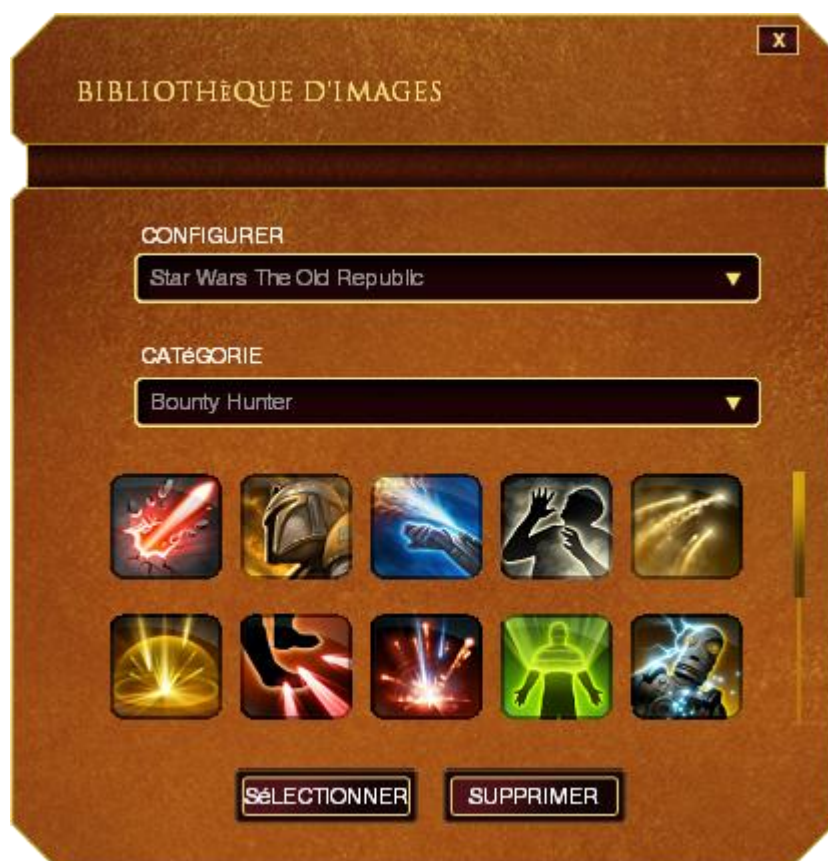 X
BIBLIOTHèQUE D'IMAGES
CONFIGURER
Star Wars The Old Republic
CATéGORIE
Bounty Hunter
SéLECTIONNER
SUPPRIMER